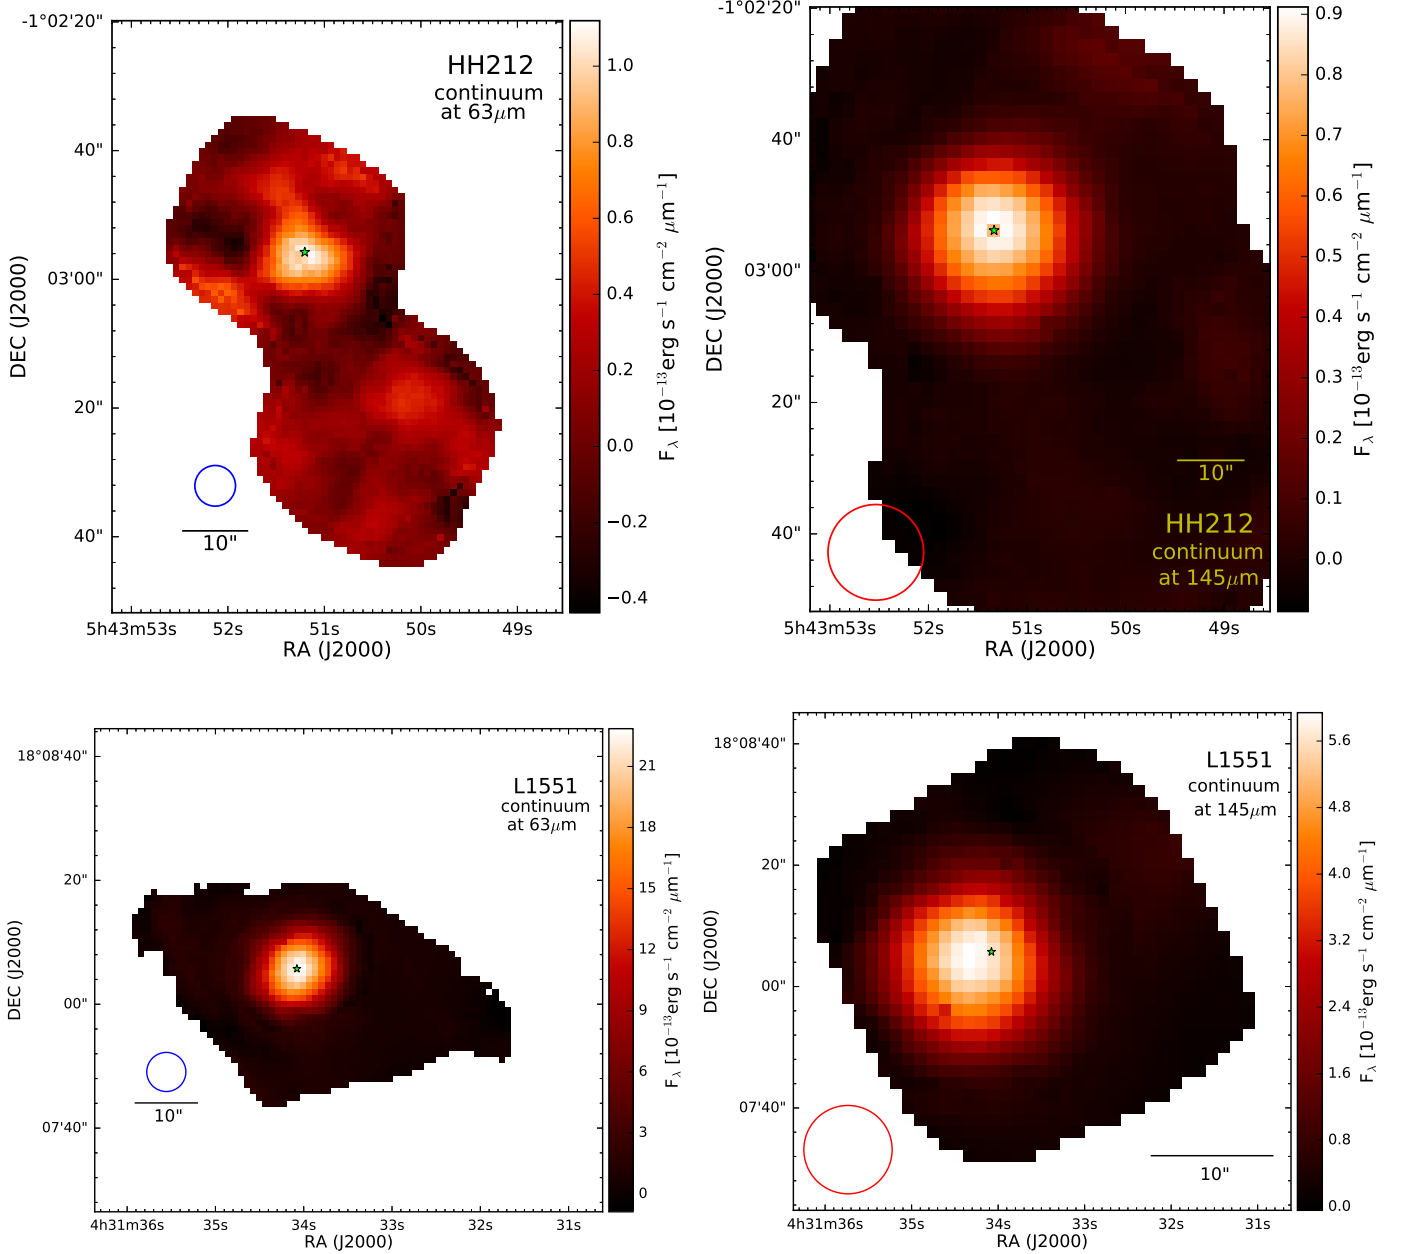 -1°02'20"
40"
03'00"
20"
40"
5h43m53s 52s 51s 50s 49s
RA (J2000)
DEC (J2000)
HH212
continuum
at 63μm
10"
1.0
0.8
0.6
0.4
0.2
0.0
−0.2
−0.4
Fλ [10−13erg s−1 cm−2 μm−1]
-1°02'20"
40"
03'00"
20"
40"
5h43m53s 52s 51s 50s 49s
RA (J2000)
DEC (J2000)
10"
HH212
continuum
at 145μm
0.9
0.8
0.7
0.6
0.5
0.4
0.3
0.2
0.1
0.0
Fλ [10−13erg s−1 cm−2 μm−1]
18°08'40"
20"
00"
07'40"
4h31m36s 35s 34s 33s 32s 31s
RA (J2000)
DEC (J2000)
L1551
continuum
at 63μm
10"
21
18
15
12
9
6
3
0
Fλ [10−13erg s−1 cm−2 μm−1]
18°08'40"
20"
00"
07'40"
4h31m36s 35s 34s 33s 32s 31s
RA (J2000)
DEC (J2000)
L1551
continuum
at 145μm
10"
5.6
4.8
4.0
3.2
2.4
1.6
0.8
0.0
Fλ [10−13erg s−1 cm−2 μm−1]